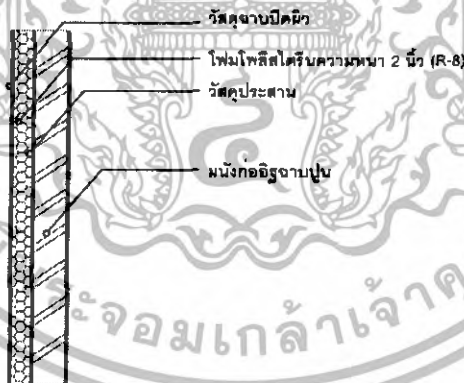 วัสดุฉาบปิดผิว
โฟมโพลีสไตรีนความหนา 2 นิ้ว (R-8)
วัสดุประสาน
ผนังก่ออิฐฉาบปูน
ะจอมเกล้าเจ้าค